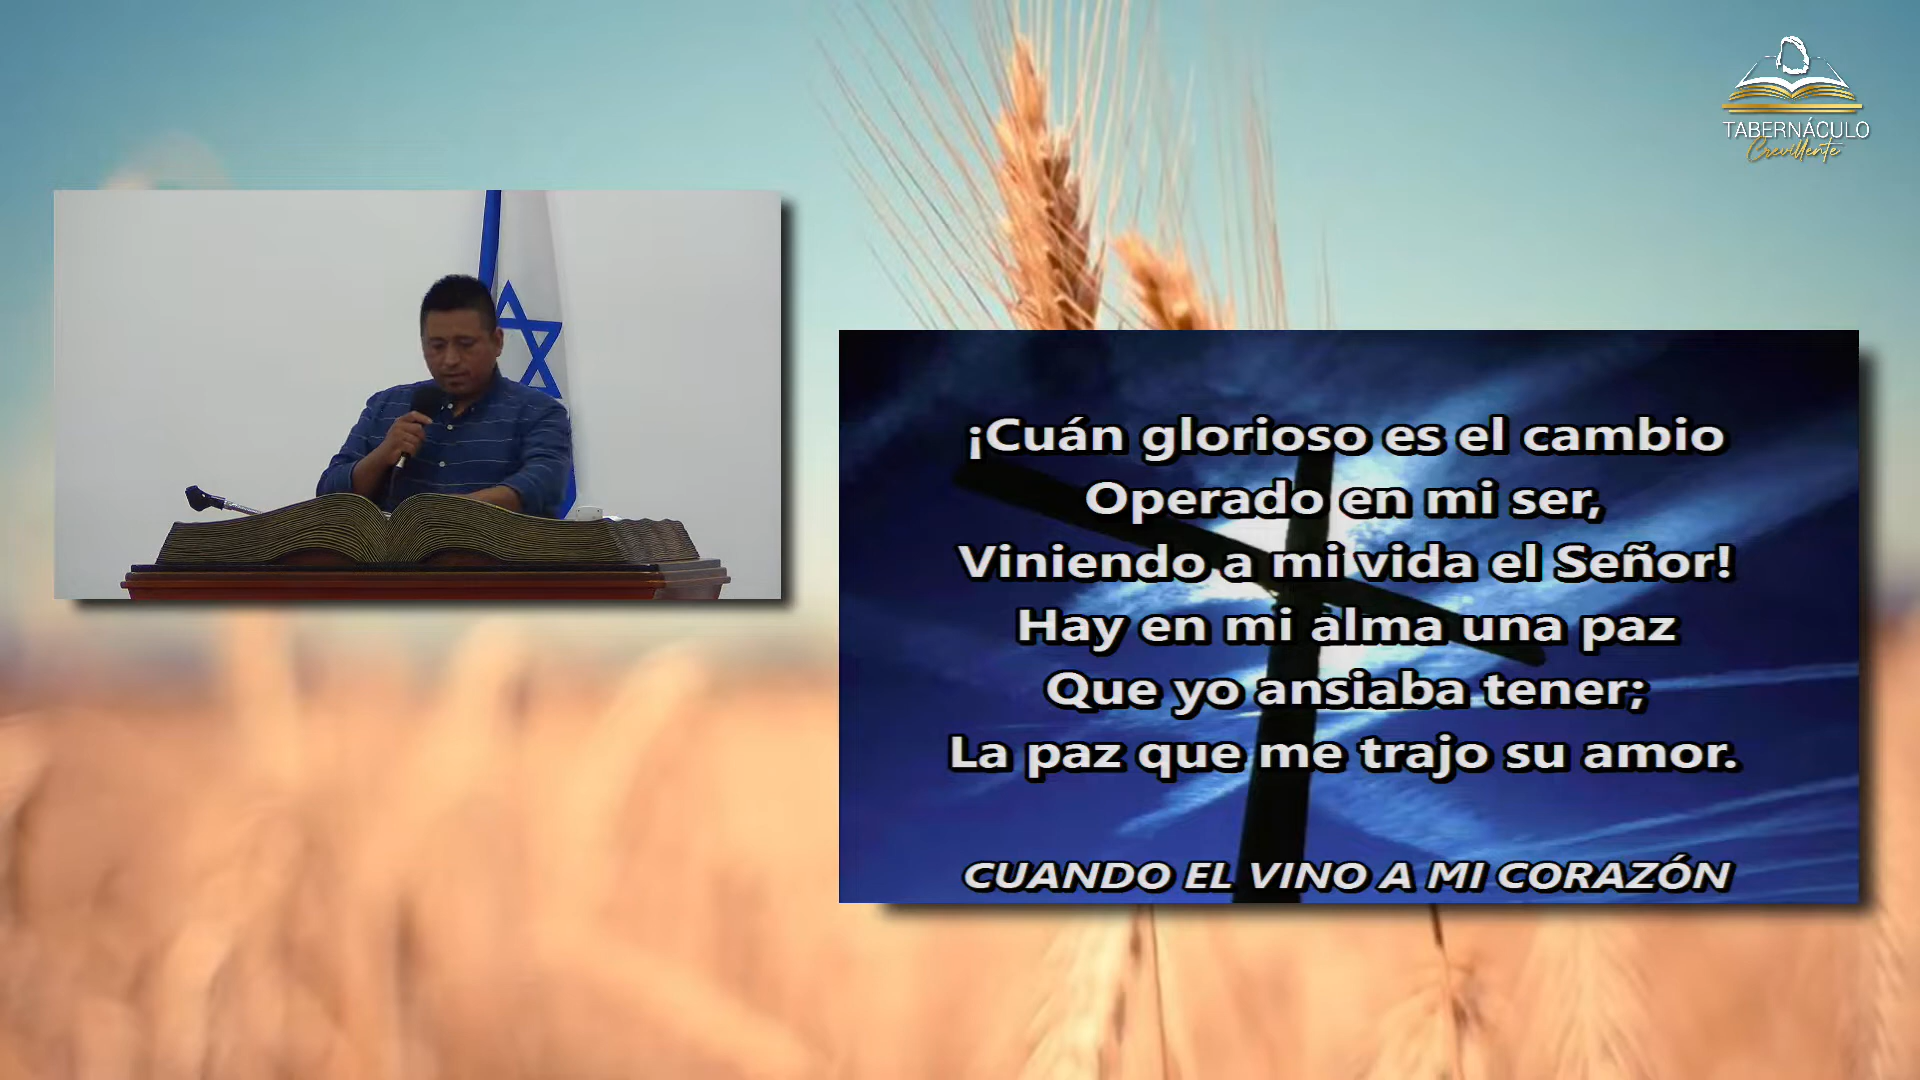 TABERNÁCULO
Crevillente
¡Cuán glorioso es el cambio
Operado en mi ser,
Viniendo a mi vida el Señor!
Hay en mi alma una paz
Que yo ansiaba tener;
La paz que me trajo su amor.
CUANDO EL VINO A MI CORAZÓN